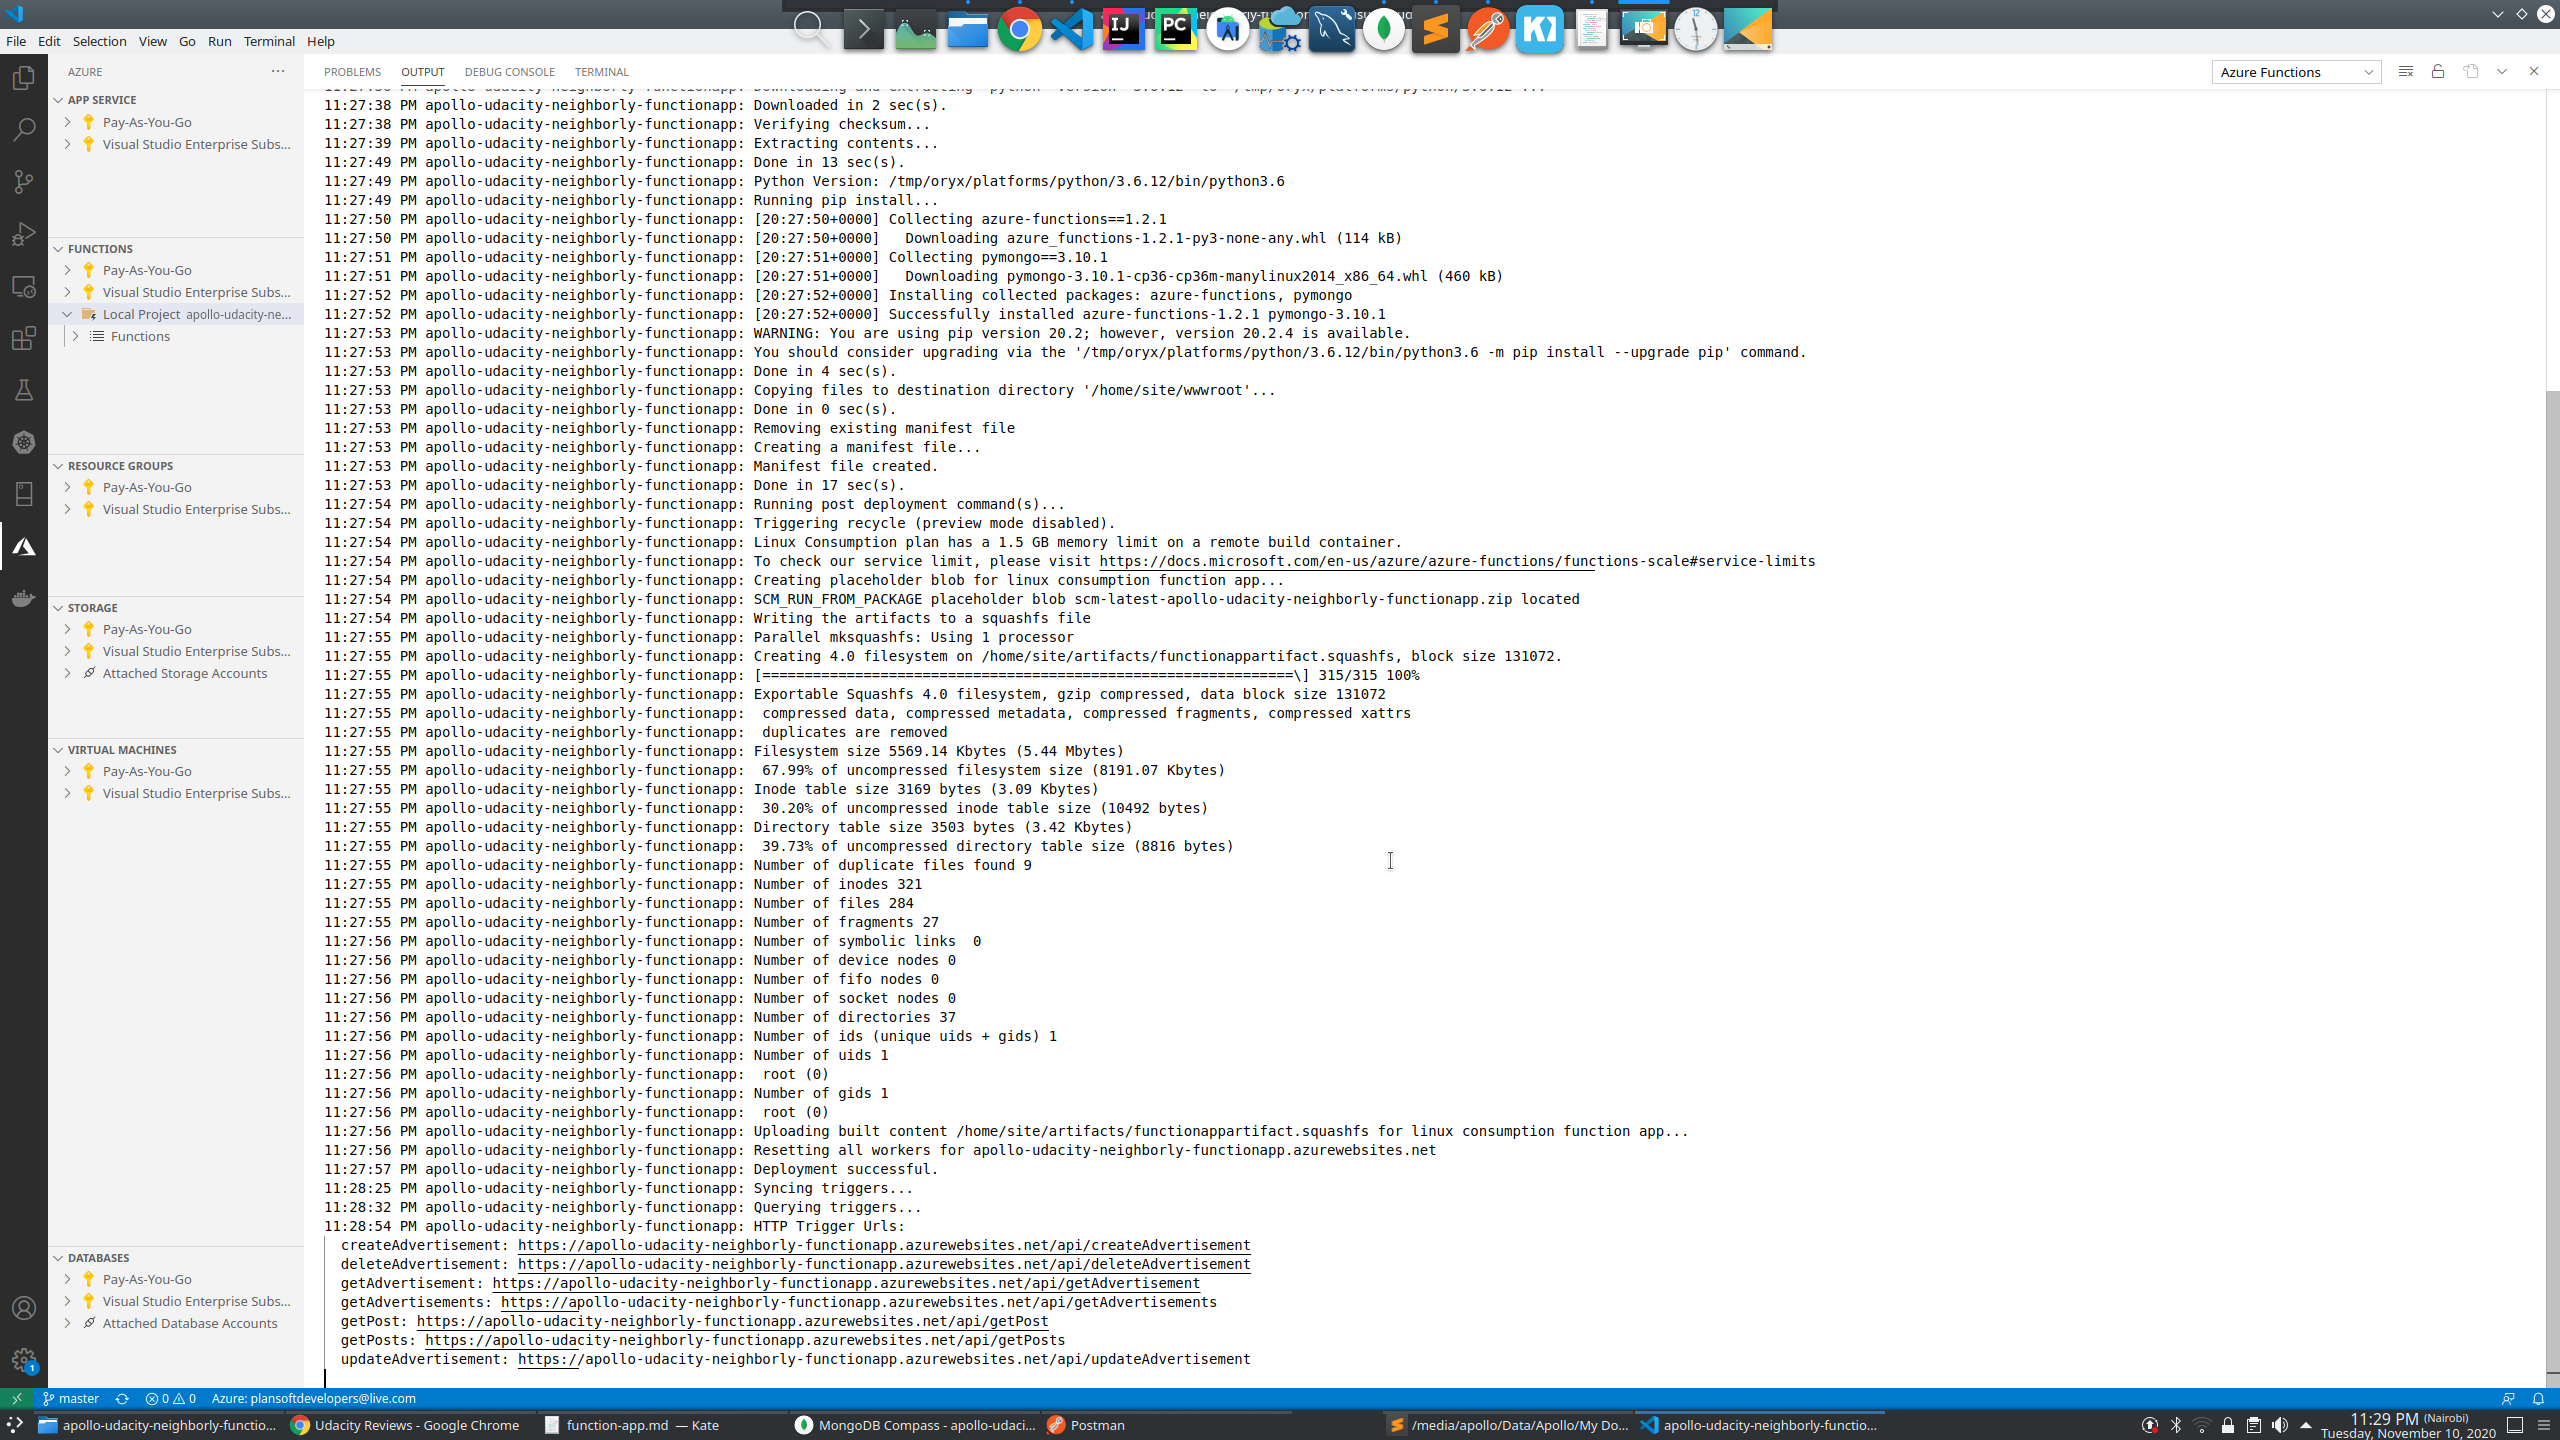 File Edit Selection View Go Run Terminal Help
AZURE
APP SERVICE
Pay-As-You-Go
Visual Studio Enterprise Subs...
FUNCTIONS
Pay-As-You-Go
Visual Studio Enterprise Subs...
Local Project apollo-udacity-ne...
Functions
RESOURCE GROUPS
Pay-As-You-Go
Visual Studio Enterprise Subs...
STORAGE
Pay-As-You-Go
Visual Studio Enterprise Subs...
Attached Storage Accounts
VIRTUAL MACHINES
Pay-As-You-Go
Visual Studio Enterprise Subs...
DATABASES
Pay-As-You-Go
Visual Studio Enterprise Subs...
Attached Database Accounts
PROBLEMS OUTPUT DEBUG CONSOLE TERMINAL
Azure Functions
11:27:38 PM apollo-udacity-neighborly-functionapp: Downloaded in 2 sec(s).
11:27:38 PM apollo-udacity-neighborly-functionapp: Verifying checksum...
11:27:39 PM apollo-udacity-neighborly-functionapp: Extracting contents...
11:27:49 PM apollo-udacity-neighborly-functionapp: Done in 13 sec(s).
11:27:49 PM apollo-udacity-neighborly-functionapp: Python Version: /tmp/oryx/platforms/python/3.6.12/bin/python3.6
11:27:49 PM apollo-udacity-neighborly-functionapp: Running pip install...
11:27:50 PM apollo-udacity-neighborly-functionapp: [20:27:50+0000] Collecting azure-functions==1.2.1
11:27:50 PM apollo-udacity-neighborly-functionapp: [20:27:50+0000]   Downloading azure_functions-1.2.1-py3-none-any.whl (114 kB)
11:27:51 PM apollo-udacity-neighborly-functionapp: [20:27:51+0000] Collecting pymongo==3.10.1
11:27:51 PM apollo-udacity-neighborly-functionapp: [20:27:51+0000]   Downloading pymongo-3.10.1-cp36-cp36m-manylinux2014_x86_64.whl (460 kB)
11:27:52 PM apollo-udacity-neighborly-functionapp: [20:27:52+0000] Installing collected packages: azure-functions, pymongo
11:27:52 PM apollo-udacity-neighborly-functionapp: [20:27:52+0000] Successfully installed azure-functions-1.2.1 pymongo-3.10.1
11:27:53 PM apollo-udacity-neighborly-functionapp: WARNING: You are using pip version 20.2; however, version 20.2.4 is available.
11:27:53 PM apollo-udacity-neighborly-functionapp: You should consider upgrading via the '/tmp/oryx/platforms/python/3.6.12/bin/python3.6 -m pip install --upgrade pip' command.
11:27:53 PM apollo-udacity-neighborly-functionapp: Done in 4 sec(s).
11:27:53 PM apollo-udacity-neighborly-functionapp: Copying files to destination directory '/home/site/wwwroot'...
11:27:53 PM apollo-udacity-neighborly-functionapp: Done in 0 sec(s).
11:27:53 PM apollo-udacity-neighborly-functionapp: Removing existing manifest file
11:27:53 PM apollo-udacity-neighborly-functionapp: Creating a manifest file...
11:27:53 PM apollo-udacity-neighborly-functionapp: Manifest file created.
11:27:53 PM apollo-udacity-neighborly-functionapp: Done in 17 sec(s).
11:27:54 PM apollo-udacity-neighborly-functionapp: Running post deployment command(s)...
11:27:54 PM apollo-udacity-neighborly-functionapp: Triggering recycle (preview mode disabled).
11:27:54 PM apollo-udacity-neighborly-functionapp: Linux Consumption plan has a 1.5 GB memory limit on a remote build container.
11:27:54 PM apollo-udacity-neighborly-functionapp: To check our service limit, please visit https://docs.microsoft.com/en-us/azure/azure-functions/functions-scale#service-limits
11:27:54 PM apollo-udacity-neighborly-functionapp: Creating placeholder blob for linux consumption function app...
11:27:54 PM apollo-udacity-neighborly-functionapp: SCM_RUN_FROM_PACKAGE placeholder blob scm-latest-apollo-udacity-neighborly-functionapp.zip located
11:27:54 PM apollo-udacity-neighborly-functionapp: Writing the artifacts to a squashfs file
11:27:55 PM apollo-udacity-neighborly-functionapp: Parallel mksquashfs: Using 1 processor
11:27:55 PM apollo-udacity-neighborly-functionapp: Creating 4.0 filesystem on /home/site/artifacts/functionappartifact.squashfs, block size 131072.
11:27:55 PM apollo-udacity-neighborly-functionapp: [===============================================================\] 315/315 100%
11:27:55 PM apollo-udacity-neighborly-functionapp: Exportable Squashfs 4.0 filesystem, gzip compressed, data block size 131072
11:27:55 PM apollo-udacity-neighborly-functionapp:  compressed data, compressed metadata, compressed fragments, compressed xattrs
11:27:55 PM apollo-udacity-neighborly-functionapp:  duplicates are removed
11:27:55 PM apollo-udacity-neighborly-functionapp: Filesystem size 5569.14 Kbytes (5.44 Mbytes)
11:27:55 PM apollo-udacity-neighborly-functionapp:  67.99% of uncompressed filesystem size (8191.07 Kbytes)
11:27:55 PM apollo-udacity-neighborly-functionapp: Inode table size 3169 bytes (3.09 Kbytes)
11:27:55 PM apollo-udacity-neighborly-functionapp:  30.20% of uncompressed inode table size (10492 bytes)
11:27:55 PM apollo-udacity-neighborly-functionapp: Directory table size 3503 bytes (3.42 Kbytes)
11:27:55 PM apollo-udacity-neighborly-functionapp:  39.73% of uncompressed directory table size (8816 bytes)
11:27:55 PM apollo-udacity-neighborly-functionapp: Number of duplicate files found 9
11:27:55 PM apollo-udacity-neighborly-functionapp: Number of inodes 321
11:27:55 PM apollo-udacity-neighborly-functionapp: Number of files 284
11:27:55 PM apollo-udacity-neighborly-functionapp: Number of fragments 27
11:27:56 PM apollo-udacity-neighborly-functionapp: Number of symbolic links  0
11:27:56 PM apollo-udacity-neighborly-functionapp: Number of device nodes 0
11:27:56 PM apollo-udacity-neighborly-functionapp: Number of fifo nodes 0
11:27:56 PM apollo-udacity-neighborly-functionapp: Number of socket nodes 0
11:27:56 PM apollo-udacity-neighborly-functionapp: Number of directories 37
11:27:56 PM apollo-udacity-neighborly-functionapp: Number of ids (unique uids + gids) 1
11:27:56 PM apollo-udacity-neighborly-functionapp: Number of uids 1
11:27:56 PM apollo-udacity-neighborly-functionapp:  root (0)
11:27:56 PM apollo-udacity-neighborly-functionapp: Number of gids 1
11:27:56 PM apollo-udacity-neighborly-functionapp:  root (0)
11:27:56 PM apollo-udacity-neighborly-functionapp: Uploading built content /home/site/artifacts/functionappartifact.squashfs for linux consumption function app...
11:27:56 PM apollo-udacity-neighborly-functionapp: Resetting all workers for apollo-udacity-neighborly-functionapp.azurewebsites.net
11:27:57 PM apollo-udacity-neighborly-functionapp: Deployment successful.
11:28:25 PM apollo-udacity-neighborly-functionapp: Syncing triggers...
11:28:32 PM apollo-udacity-neighborly-functionapp: Querying triggers...
11:28:54 PM apollo-udacity-neighborly-functionapp: HTTP Trigger Urls:
createAdvertisement: https://apollo-udacity-neighborly-functionapp.azurewebsites.net/api/createAdvertisement
deleteAdvertisement: https://apollo-udacity-neighborly-functionapp.azurewebsites.net/api/deleteAdvertisement
getAdvertisement: https://apollo-udacity-neighborly-functionapp.azurewebsites.net/api/getAdvertisement
getAdvertisements: https://apollo-udacity-neighborly-functionapp.azurewebsites.net/api/getAdvertisements
getPost: https://apollo-udacity-neighborly-functionapp.azurewebsites.net/api/getPost
getPosts: https://apollo-udacity-neighborly-functionapp.azurewebsites.net/api/getPosts
updateAdvertisement: https://apollo-udacity-neighborly-functionapp.azurewebsites.net/api/updateAdvertisement
master 0 0 Azure: plansoftdevelopers@live.com
apollo-udacity-neighborly-functio... Udacity Reviews - Google Chrome function-app.md — Kate MongoDB Compass - apollo-udaci... Postman /media/apollo/Data/Apollo/My Do... apollo-udacity-neighborly-functio...
11:29 PM (Nairobi)
Tuesday, November 10, 2020